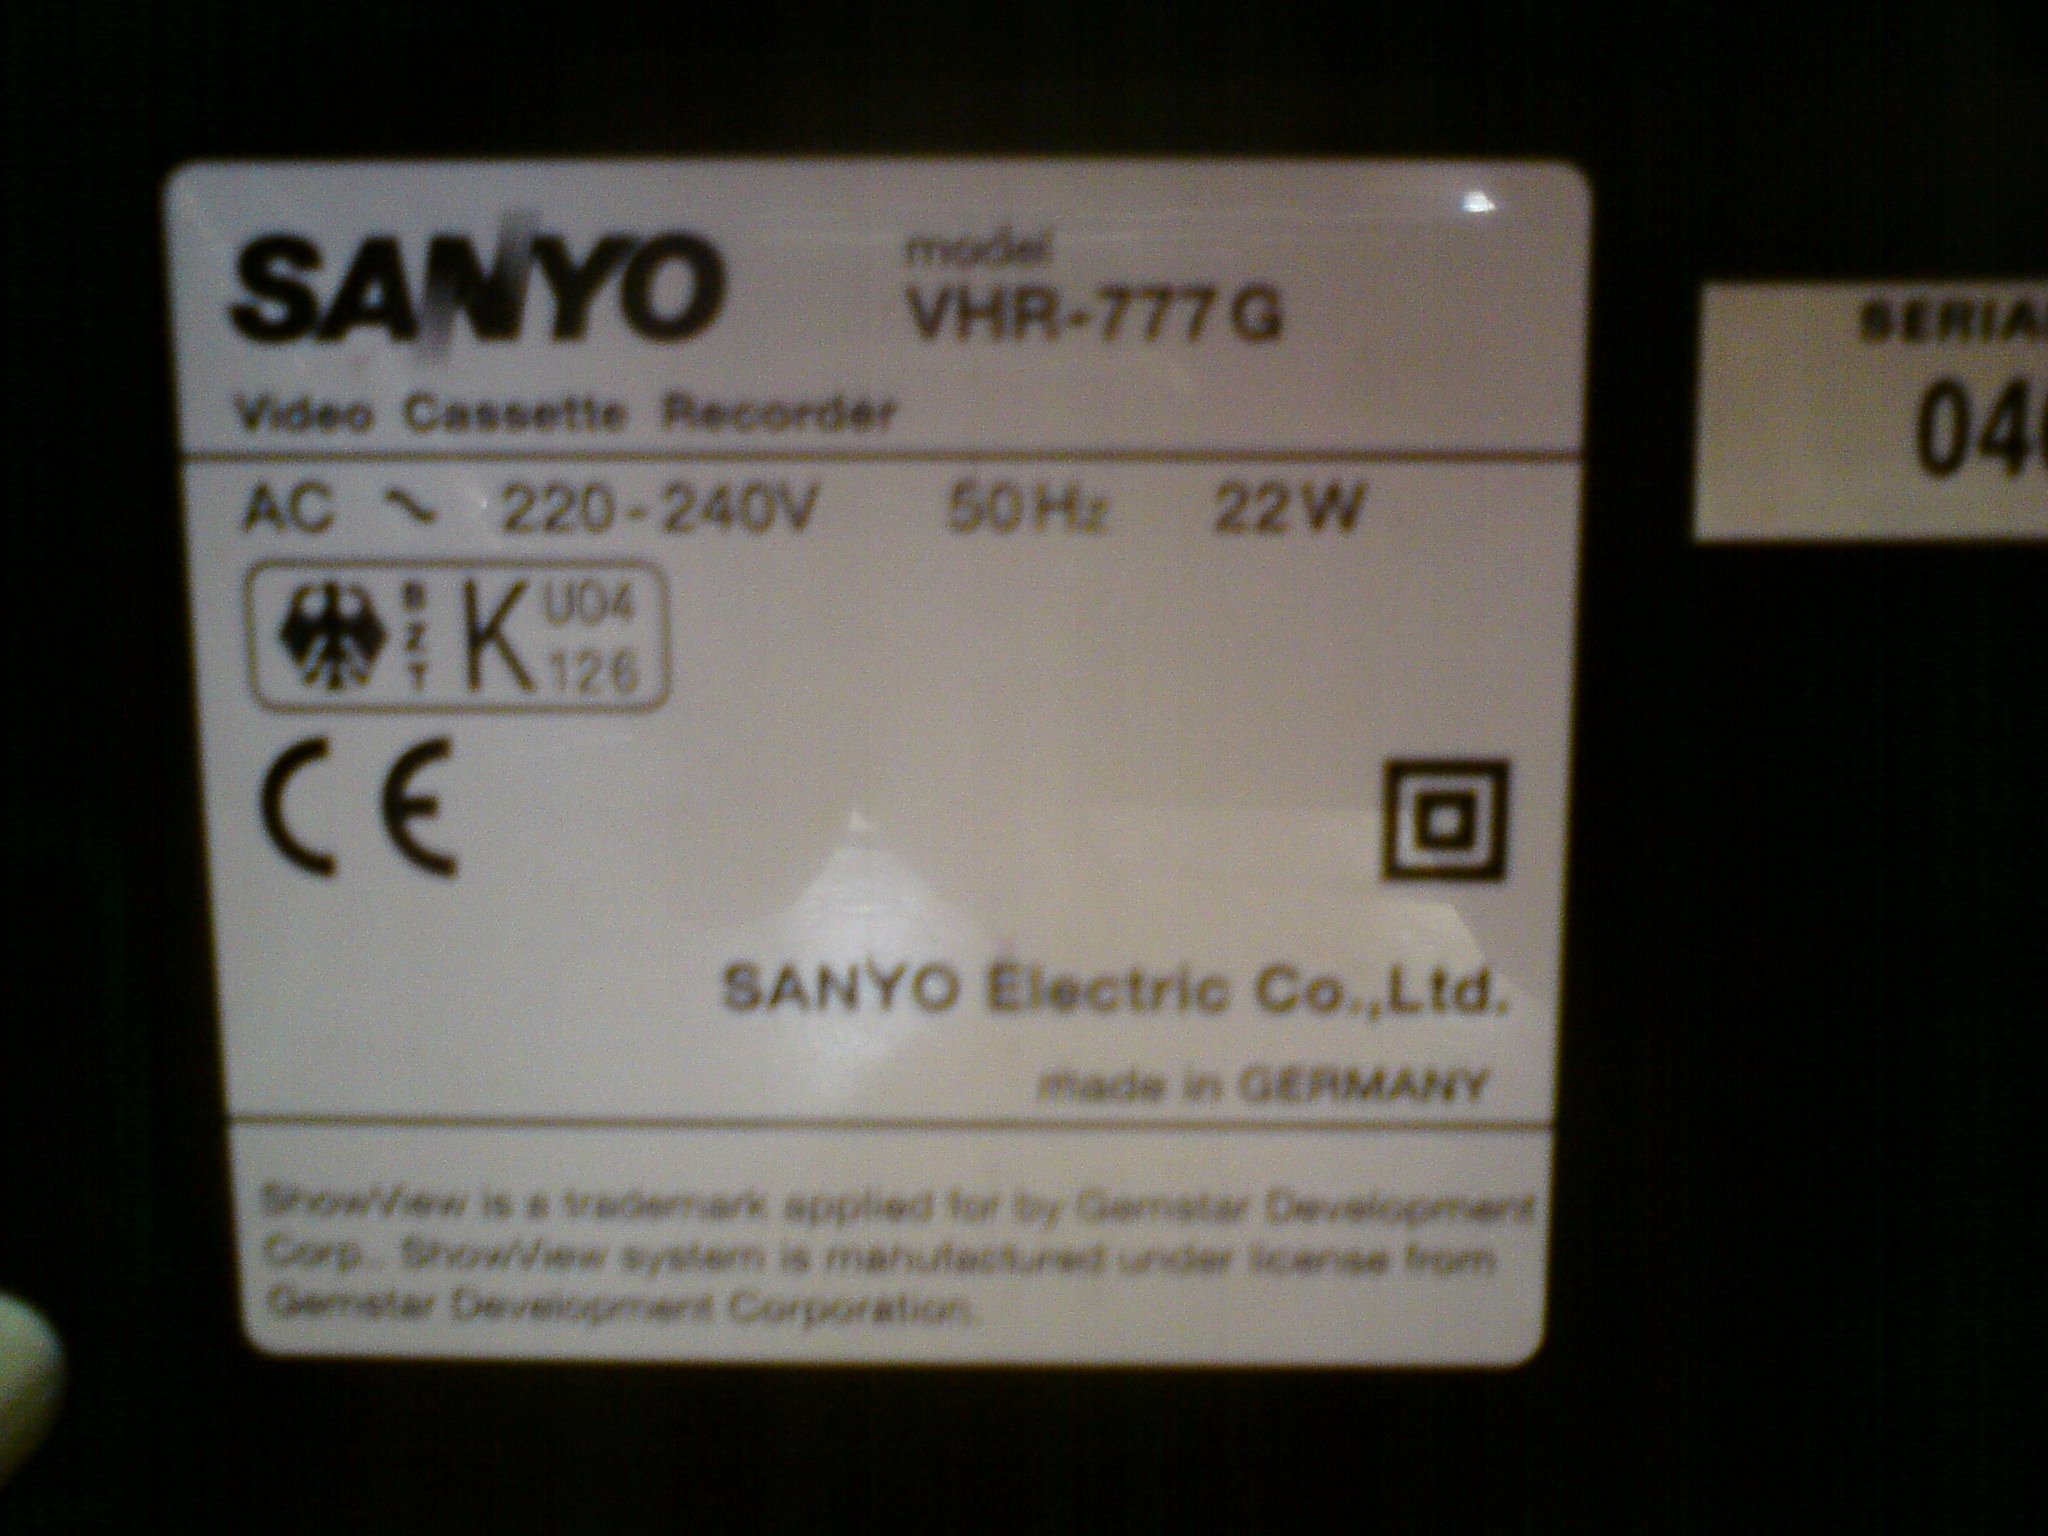 SANYO
model
VHR-777G
Video Cassette Recorder
AC ~ 220-240V 50Hz 22W
BZT K U04
126
CE
SANYO Electric Co.,Ltd.
made in GERMANY
ShowView is a trademark applied for by Gemstar Development
Corp.. ShowView system is manufactured under license from
Gemstar Development Corporation.
SERIA
04